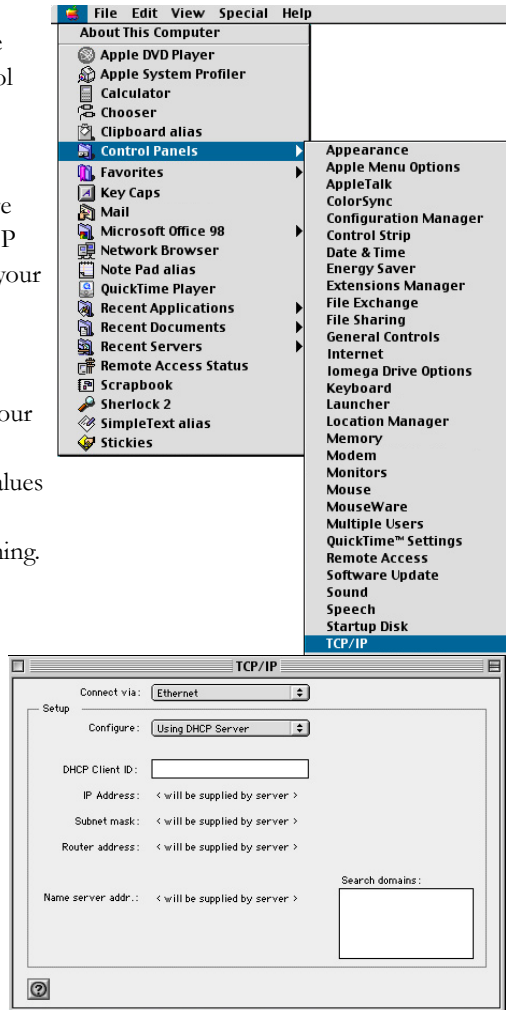 File Edit View Special Help
About This Computer
Apple DVD Player
Apple System Profiler
Calculator
Chooser
Clipboard alias
Control Panels
Favorites
Key Caps
Mail
Microsoft Office 98
Network Browser
Note Pad alias
QuickTime Player
Recent Applications
Recent Documents
Recent Servers
Remote Access Status
Scrapbook
Sherlock 2
SimpleText alias
Stickies
Appearance
Apple Menu Options
AppleTalk
ColorSync
Configuration Manager
Control Strip
Date & Time
Energy Saver
Extensions Manager
File Exchange
File Sharing
General Controls
Internet
Iomega Drive Options
Keyboard
Launcher
Location Manager
Memory
Modem
Monitors
Mouse
MouseWare
Multiple Users
QuickTime™ Settings
Remote Access
Software Update
Sound
Speech
Startup Disk
TCP/IP
your
TCP/IP
Connect via: Ethernet
Setup
Configure: Using DHCP Server
DHCP Client ID:
IP Address: < will be supplied by server >
Subnet mask: < will be supplied by server >
Router address: < will be supplied by server >
Search domains:
Name server addr.: < will be supplied by server >